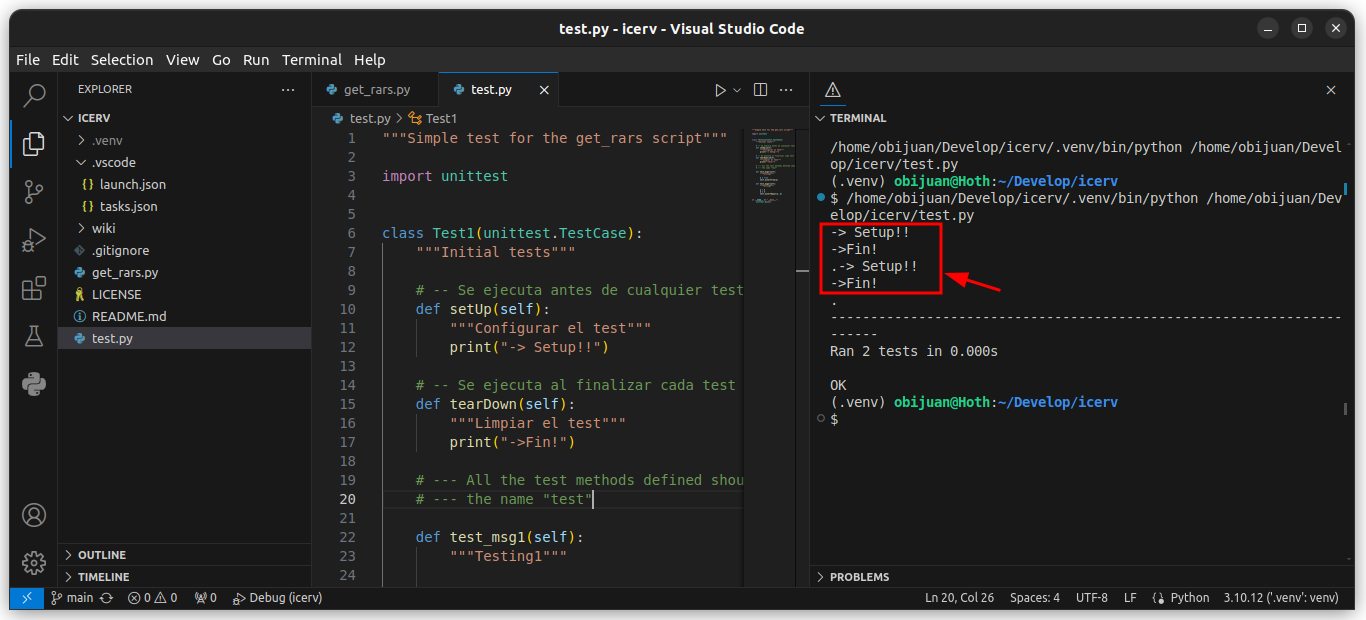 test.py - icerv - Visual Studio Code
File Edit Selection View Go Run Terminal Help
EXPLORER
ICERV
.venv
.vscode
launch.json
tasks.json
wiki
.gitignore
get_rars.py
LICENSE
README.md
test.py
OUTLINE
TIMELINE
get_rars.py
test.py
test.py > Test1
1 """Simple test for the get_rars script"""
2
3 import unittest
4
5
6 class Test1(unittest.TestCase):
7 """Initial tests"""
8
9 # -- Se ejecuta antes de cualquier test
10 def setUp(self):
11 """Configurar el test"""
12 print("-> Setup!!")
13
14 # -- Se ejecuta al finalizar cada test
15 def tearDown(self):
16 """Limpiar el test"""
17 print("->Fin!")
18
19 # --- All the test methods defined shou
20 # --- the name "test"
21
22 def test_msg1(self):
23 """Testing1"""
24
TERMINAL
/home/obijuan/Develop/icerv/.venv/bin/python /home/obijuan/Devel
op/icerv/test.py
(.venv) obijuan@Hoth:~/Develop/icerv
$ /home/obijuan/Develop/icerv/.venv/bin/python /home/obijuan/Dev
elop/icerv/test.py
-> Setup!!
->Fin!
.-> Setup!!
->Fin!
.
----------------------------------------------------------------
------
Ran 2 tests in 0.000s
OK
(.venv) obijuan@Hoth:~/Develop/icerv
$
PROBLEMS
main 0 0 0 Debug (icerv) Ln 20, Col 26 Spaces: 4 UTF-8 LF Python 3.10.12 ('.venv': venv)